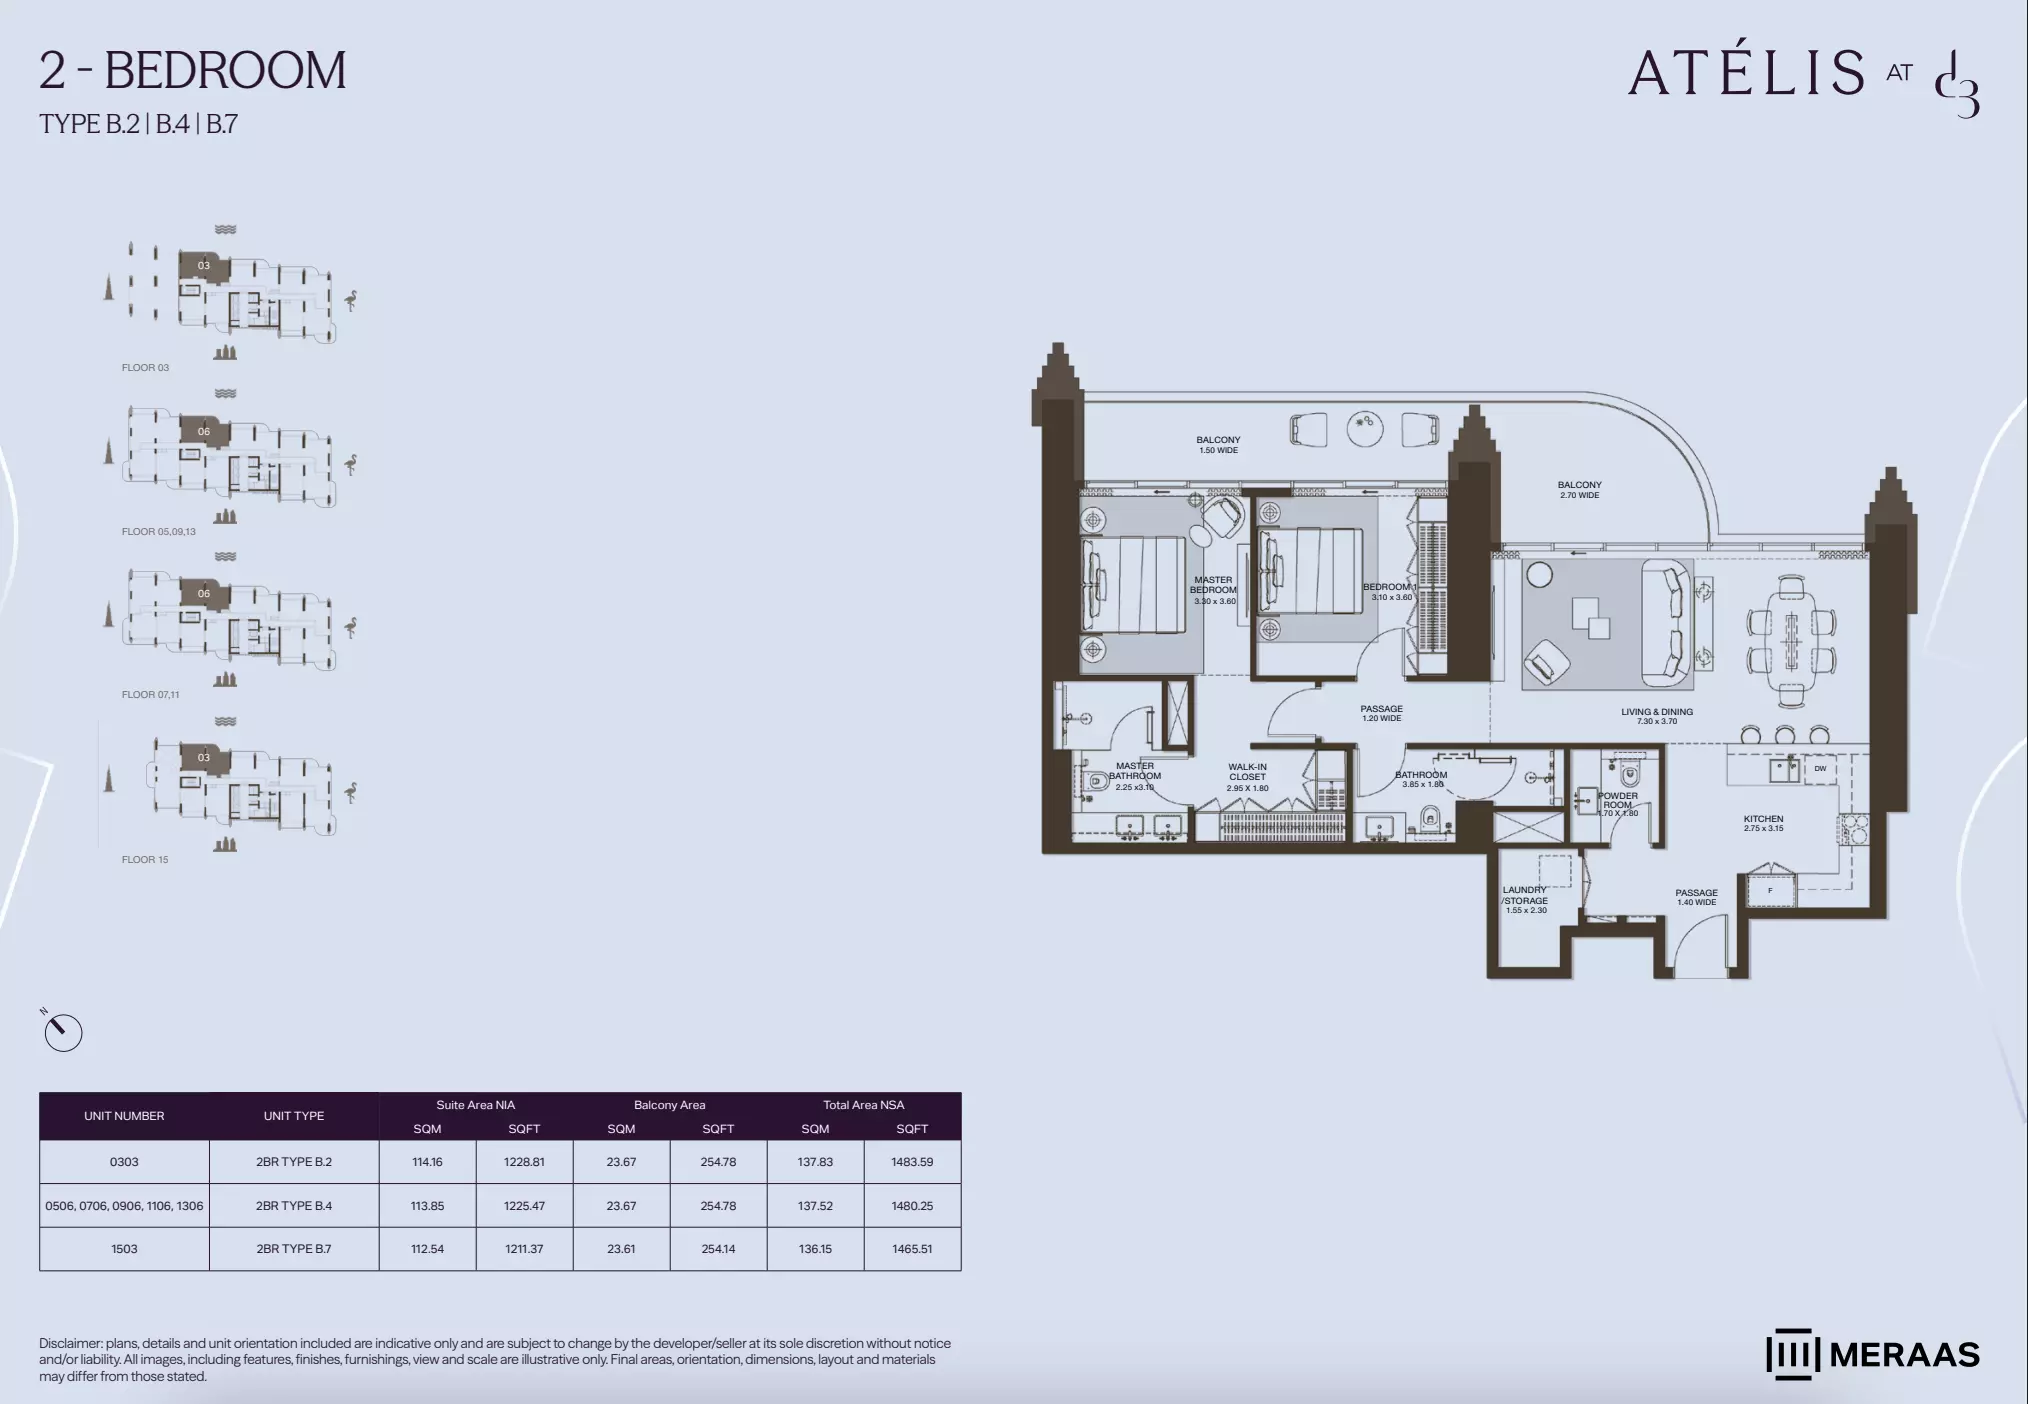 2 - BEDROOM
TYPE B.2 | B.4 | B.7
ATÉLIS AT d3
03
FLOOR 03
06
FLOOR 05,09,13
06
FLOOR 07,11
03
FLOOR 15
BALCONY
1.50 WIDE
BALCONY
2.70 WIDE
MASTER
BEDROOM
3.30 x 3.60
BEDROOM 1
3.10 x 3.60
PASSAGE
1.20 WIDE
LIVING & DINING
7.30 x 3.70
MASTER
BATHROOM
2.25 x3.10
WALK-IN
CLOSET
2.95 X 1.80
BATHROOM
3.85 x 1.80
POWDER
ROOM
1.70 X 1.80
DW
KITCHEN
2.75 x 3.15
LAUNDRY
/STORAGE
1.55 x 2.30
PASSAGE
1.40 WIDE
F
N
UNIT NUMBER UNIT TYPE Suite Area NIA Balcony Area Total Area NSA
SQM SQFT SQM SQFT SQM SQFT
0303 2BR TYPE B.2 114.16 1228.81 23.67 254.78 137.83 1483.59
0506, 0706, 0906, 1106, 1306 2BR TYPE B.4 113.85 1225.47 23.67 254.78 137.52 1480.25
1503 2BR TYPE B.7 112.54 1211.37 23.61 254.14 136.15 1465.51
Disclaimer: plans, details and unit orientation included are indicative only and are subject to change by the developer/seller at its sole discretion without notice
and/or liability. All images, including features, finishes, furnishings, view and scale are illustrative only. Final areas, orientation, dimensions, layout and materials
may differ from those stated.
MERAAS